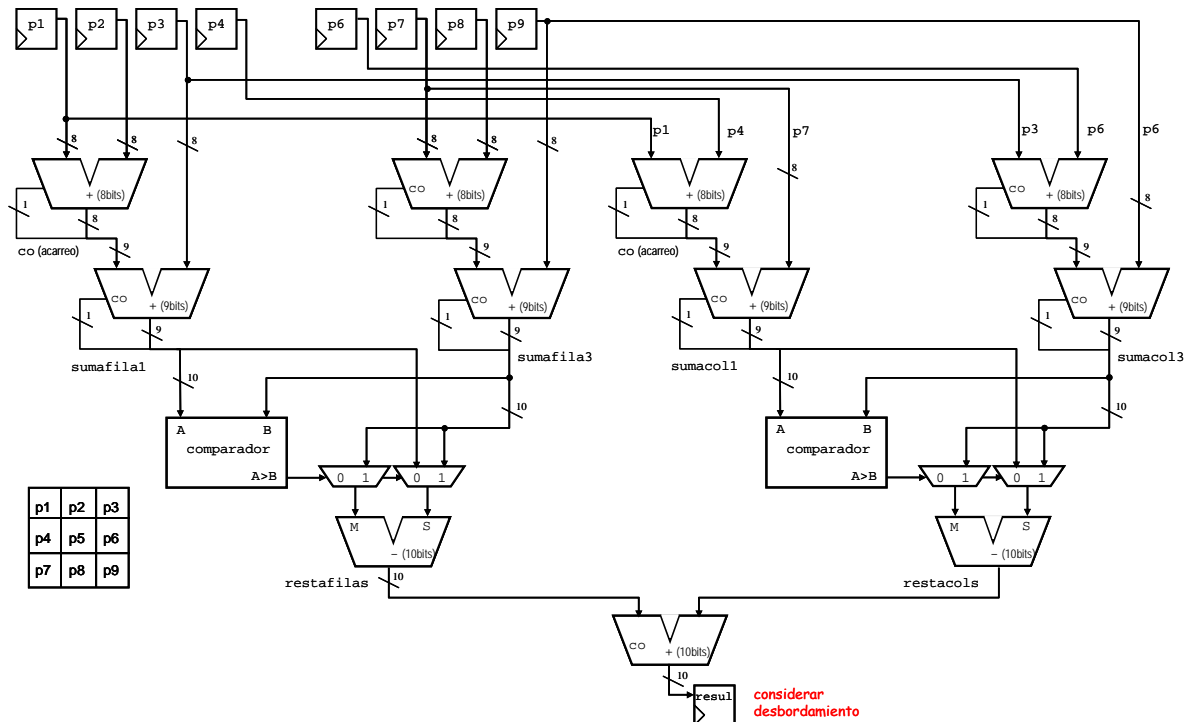 p1 p2 p3 p4 p6 p7 p8 p9
8 8 8 8 8 8 p1 p4 p7 p3 p6 p6
8
8
+ (8bits) co + (8bits) + (8bits) co + (8bits)
1 8 1 8 1 8 1 8
co (acarreo) 9 9 co (acarreo) 9 9
co + (9bits) co + (9bits) co + (9bits) co + (9bits)
1 9 1 9 1 9 1 9
sumafila1 sumafila3 sumacol1 sumacol3
10 10 10 10
A B A B
comparador comparador
A>B 0 1 0 1 A>B 0 1 0 1
M S M S
- (10bits) - (10bits)
p1 p2 p3
p4 p5 p6
p7 p8 p9
restafilas 10 restacols
co + (10bits)
10
resul
considerar
desbordamiento